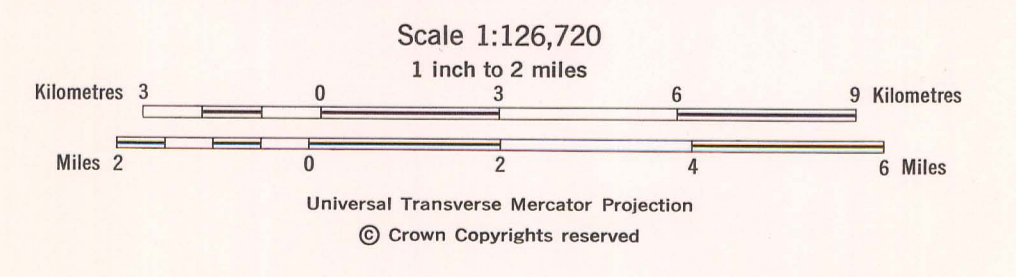 Scale 1:126,720
1 inch to 2 miles
Kilometres 3 0 3 6 9 Kilometres
Miles 2 0 2 4 6 Miles
Universal Transverse Mercator Projection
© Crown Copyrights reserved